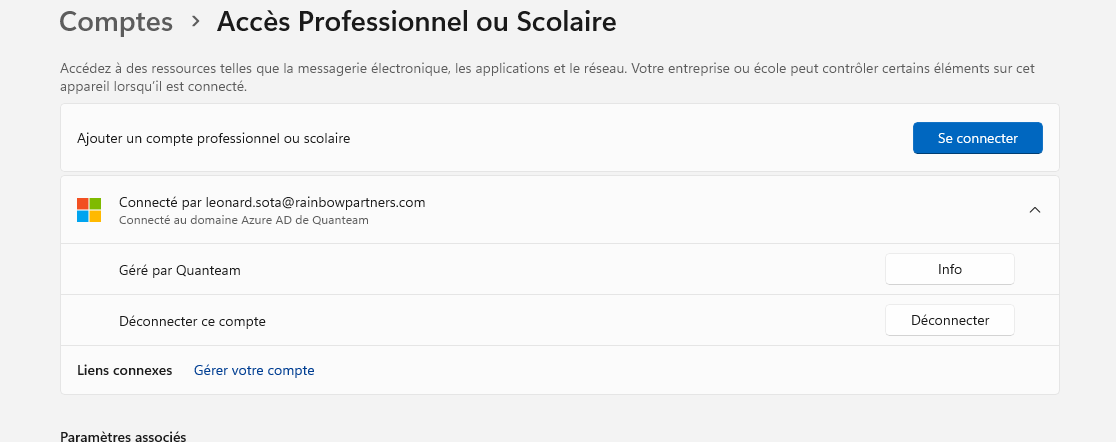 Comptes > Accès Professionnel ou Scolaire
Accédez à des ressources telles que la messagerie électronique, les applications et le réseau. Votre entreprise ou école peut contrôler certains éléments sur cet
appareil lorsqu'il est connecté.
Ajouter un compte professionnel ou scolaire
Se connecter
Connecté par leonard.sota@rainbowpartners.com
Connecté au domaine Azure AD de Quanteam
Géré par Quanteam
Info
Déconnecter ce compte
Déconnecter
Liens connexes Gérer votre compte
Paramètres associés